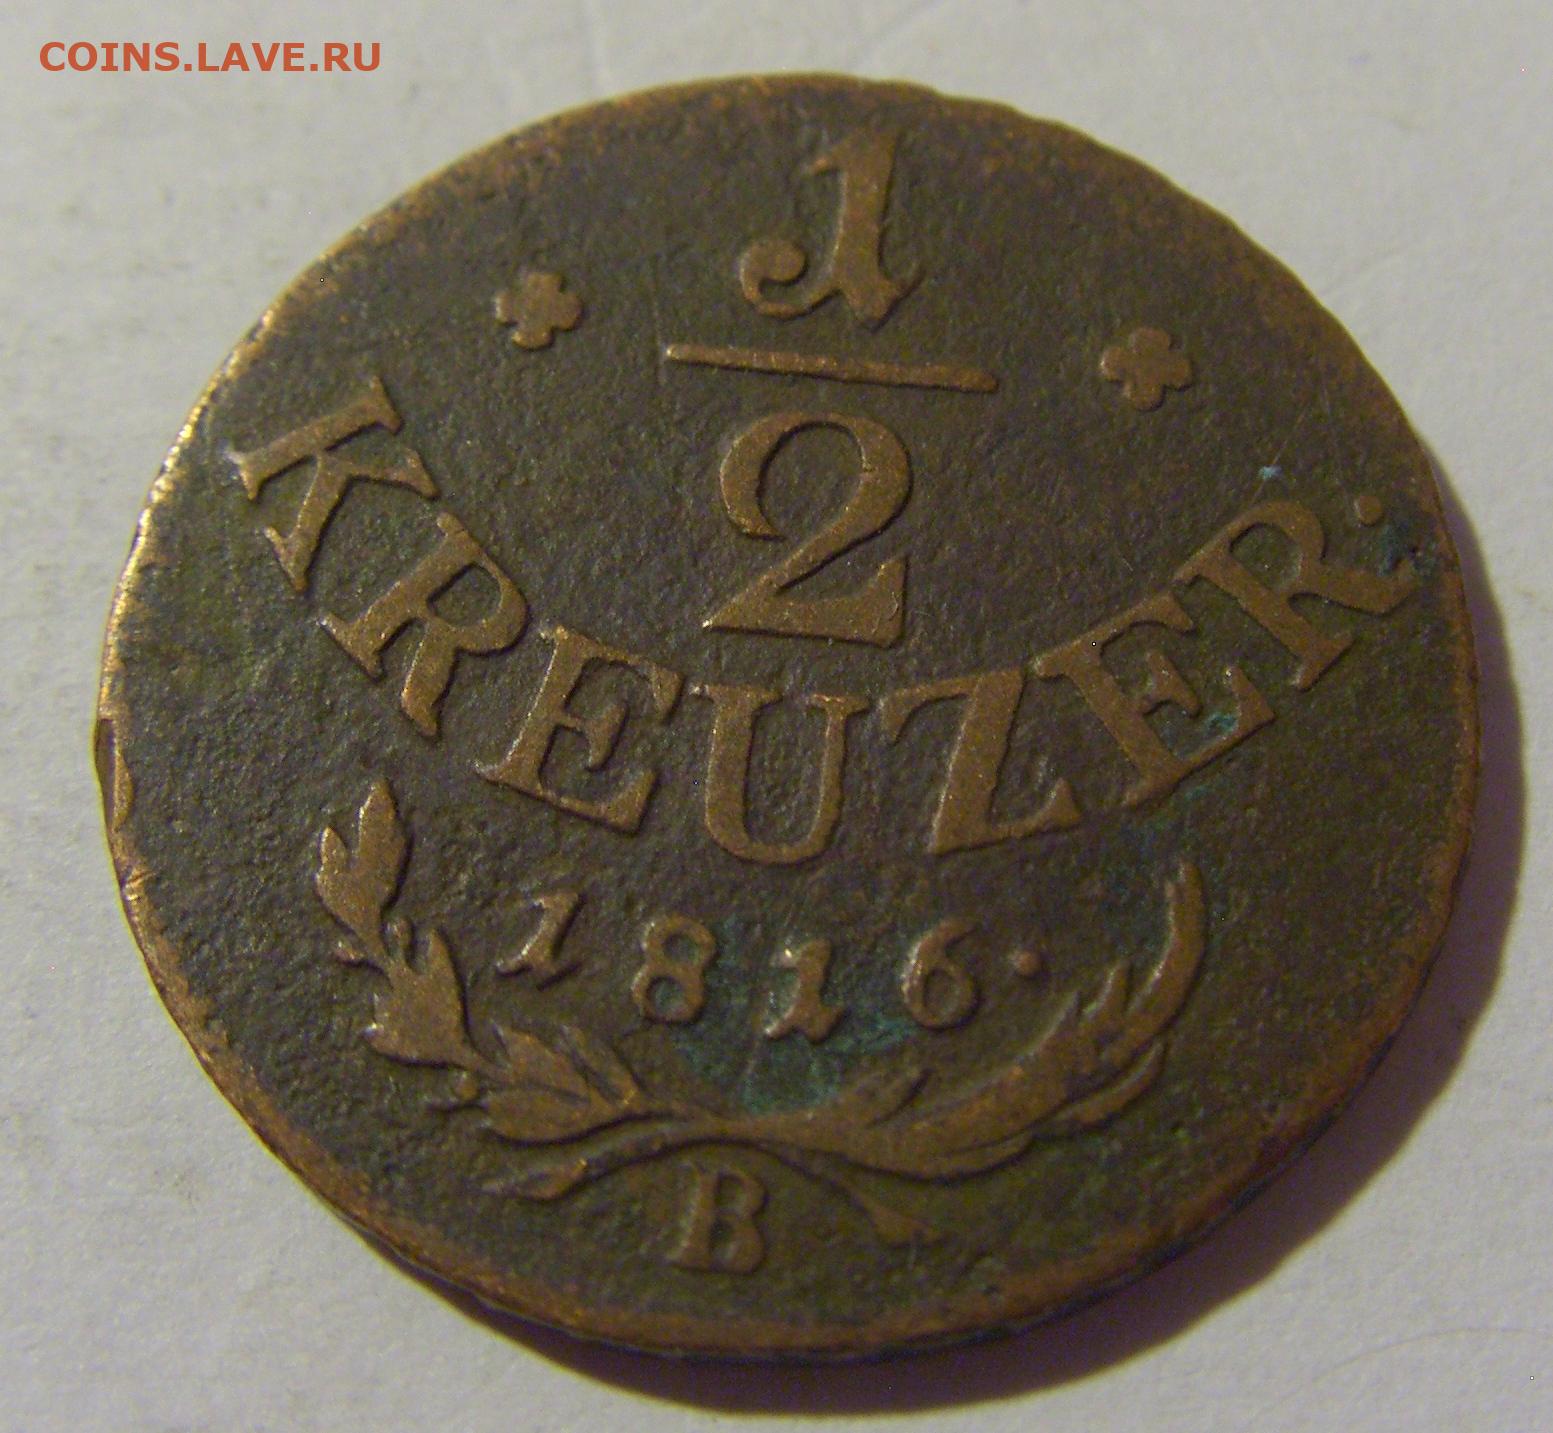 COINS.LAVE.RU
1
2
KREUZER.
1816.
B